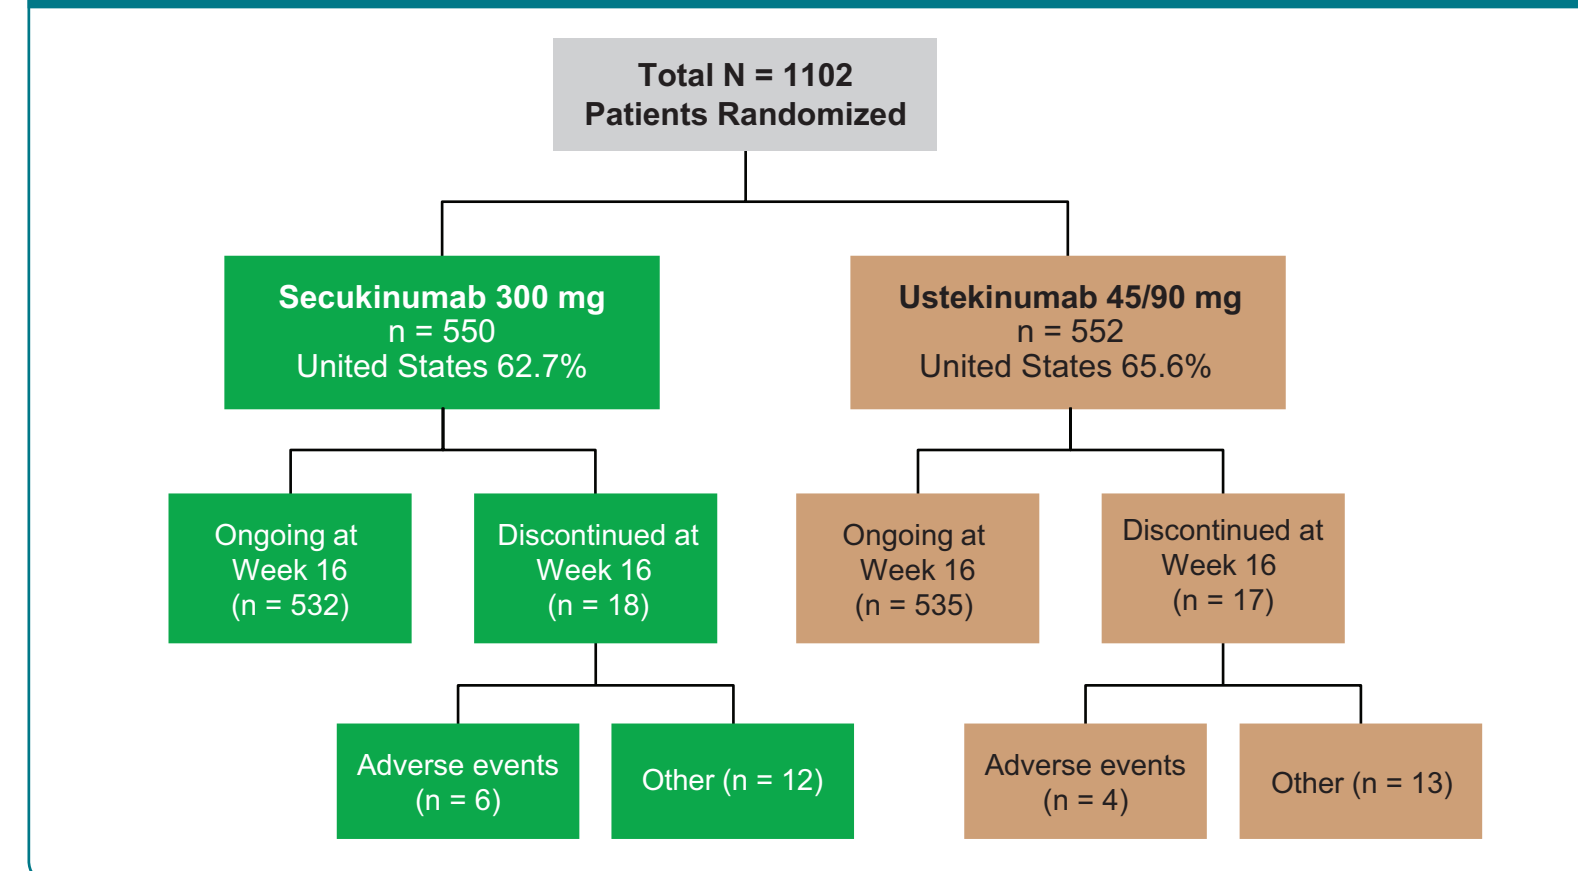 Total N = 1102
Patients Randomized
Secukinumab 300 mg
n = 550
United States 62.7%
Ustekinumab 45/90 mg
n = 552
United States 65.6%
Ongoing at
Week 16
(n = 532)
Discontinued at
Week 16
(n = 18)
Ongoing at
Week 16
(n = 535)
Discontinued at
Week 16
(n = 17)
Adverse events
(n = 6)
Other (n = 12)
Adverse events
(n = 4)
Other (n = 13)